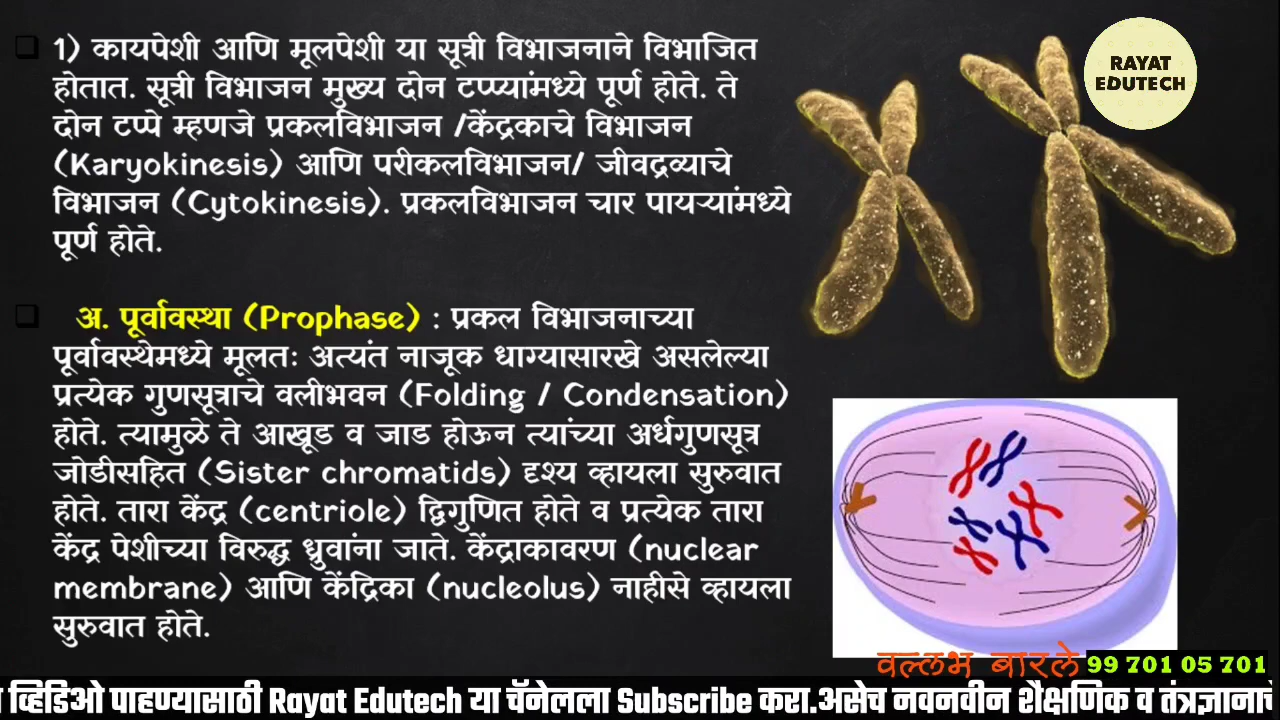 1) कायपेशी आणि मूलपेशी या सूत्री विभाजनाने विभाजित
होतात. सूत्री विभाजन मुख्य दोन टप्प्यांमध्ये पूर्ण होते. ते
दोन टप्पे म्हणजे प्रकलविभाजन /केंद्रकाचे विभाजन
(Karyokinesis) आणि परीकलविभाजन/ जीवद्रव्याचे
विभाजन (Cytokinesis). प्रकलविभाजन चार पायऱ्यांमध्ये
पूर्ण होते.
अ. पूर्वावस्था (Prophase) : प्रकल विभाजनाच्या
पूर्वावस्थेमध्ये मूलतः अत्यंत नाजूक धाग्यासारखे असलेल्या
प्रत्येक गुणसूत्राचे वलीभवन (Folding / Condensation)
होते. त्यामुळे ते आखूड व जाड होऊन त्यांच्या अर्धगुणसूत्र
जोडीसहित (Sister chromatids) दृश्य व्हायला सुरुवात
होते. तारा केंद्र (centriole) द्विगुणित होते व प्रत्येक तारा
केंद्र पेशीच्या विरुद्ध ध्रुवांना जाते. केंद्राकावरण (nuclear
membrane) आणि केंद्रिका (nucleolus) नाहीसे व्हायला
सुरुवात होते.
RAYAT
EDUTECH
वल्लभ बारले 99 701 05 701
व्हिडिओ पाहण्यासाठी Rayat Edutech या चॅनेलला Subscribe करा.असेच नवनवीन शैक्षणिक व